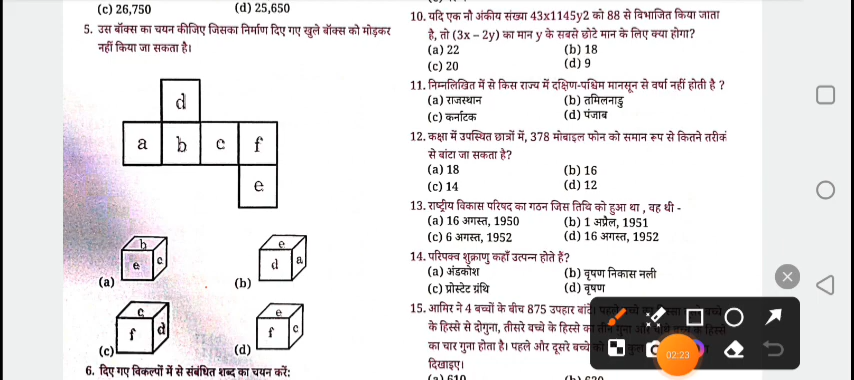 (c) 26,750
(d) 25,650
5. उस बॉक्स का चयन कीजिए जिसका निर्माण दिए गए खुले बॉक्स को मोड़कर
नहीं किया जा सकता है।
d
a b c f
e
b
e c
(a)
e
d a
(b)
c
f d
(c)
e
f c
(d)
6. दिए गए विकल्पों में से संबंधित शब्द का चयन करें:
10. यदि एक नौ अंकीय संख्या 43x1145y2 को 88 से विभाजित किया जाता
है, तो (3x – 2y) का मान y के सबसे छोटे मान के लिए क्या होगा?
(a) 22
(b) 18
(c) 20
(d) 9
11. निम्नलिखित में से किस राज्य में दक्षिण-पश्चिम मानसून से वर्षा नहीं होती है ?
(a) राजस्थान
(b) तमिलनाडु
(c) कर्नाटक
(d) पंजाब
12. कक्षा में उपस्थित छात्रों में, 378 मोबाइल फोन को समान रूप से कितने तरीकं
से बांटा जा सकता है?
(a) 18
(b) 16
(c) 14
(d) 12
13. राष्ट्रीय विकास परिषद का गठन जिस तिथि को हुआ था , वह थी -
(a) 16 अगस्त, 1950
(b) 1 अप्रैल, 1951
(c) 6 अगस्त, 1952
(d) 16 अगस्त, 1952
14. परिपक्व शुक्राणु कहाँ उत्पन्न होते है?
(a) अंडकोश
(b) वृषण निकास नली
(c) प्रोस्टेट ग्रंथि
(d) वृषण
15. आमिर ने 4 बच्चों के बीच 875 उपहार बांटे।
के हिस्से से दोगुना, तीसरे बच्चे के हिस्से का
का चार गुना होता है। पहले और दूसरे बच्चे
दिखाइए।
(a) 610
02:23